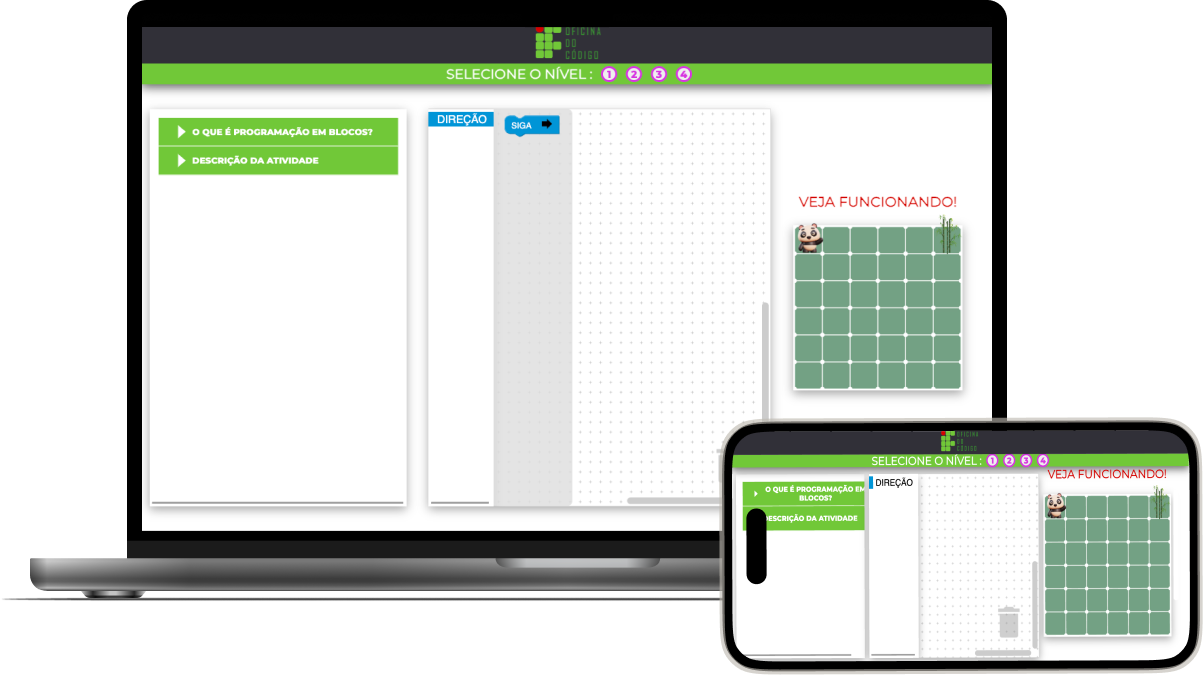 OFICINA
DO
CÓDIGO
SELECIONE O NÍVEL : 1 2 3 4
O QUE É PROGRAMAÇÃO EM BLOCOS?
DESCRIÇÃO DA ATIVIDADE
DIREÇÃO
SIGA
VEJA FUNCIONANDO!
OFICINA
DO
CÓDIGO
SELECIONE O NÍVEL : 1 2 3 4
O QUE É PROGRAMAÇÃO EM
BLOCOS?
ESCRIÇÃO DA ATIVIDADE
DIREÇÃO
VEJA FUNCIONANDO!